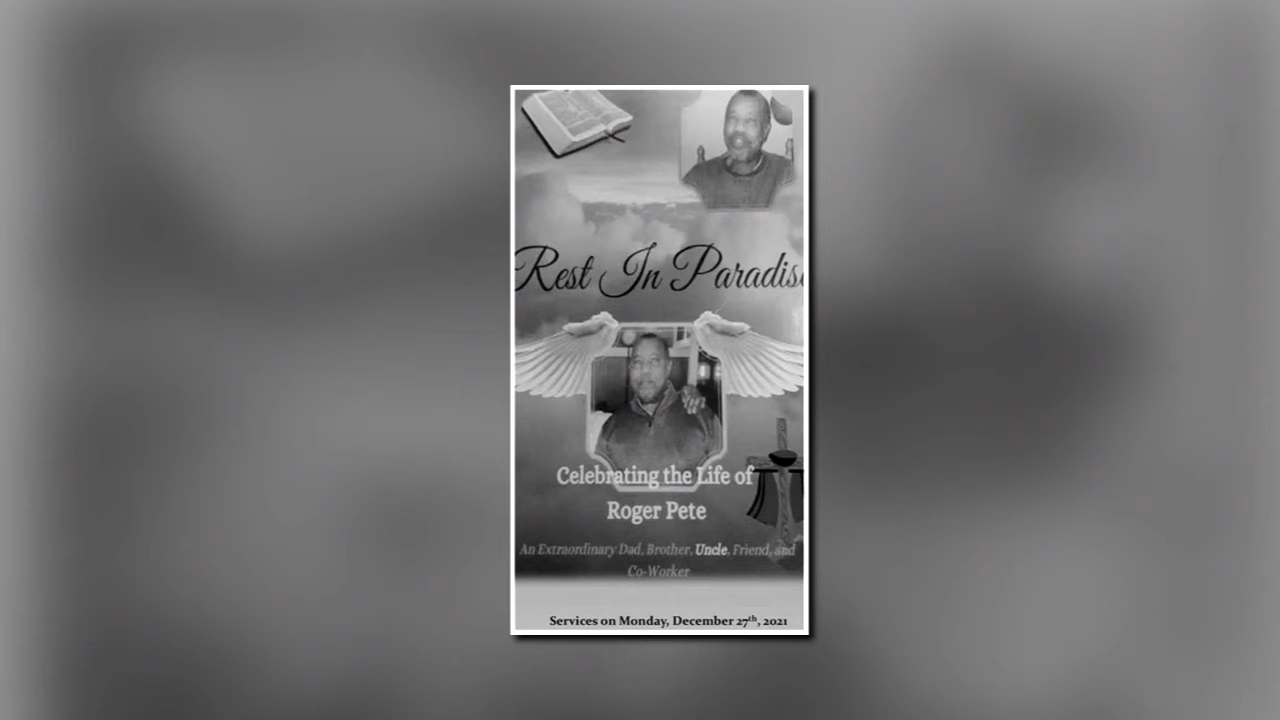 Rest In Paradise
Celebrating the Life of
Roger Pete
An Extraordinary Dad, Brother, Uncle, Friend, and
Co-Worker
Services on Monday, December 27th, 2021